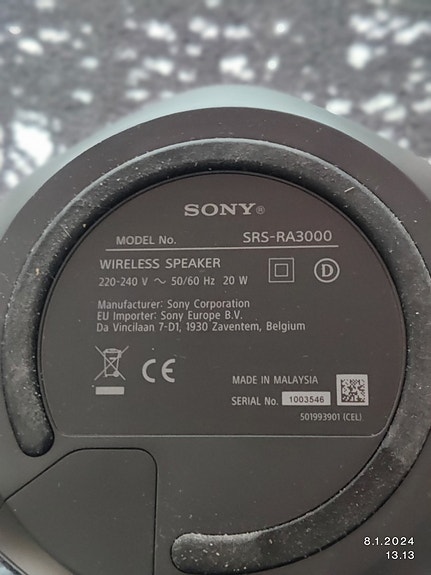 SONY®
MODEL No. SRS-RA3000
WIRELESS SPEAKER
220-240 V ~ 50/60 Hz 20 W
D
Manufacturer: Sony Corporation
EU Importer: Sony Europe B.V.
Da Vincilaan 7-D1, 1930 Zaventem, Belgium
CE
MADE IN MALAYSIA
SERIAL No. 1003546
501993901 (CEL)
8.1.2024
13.13